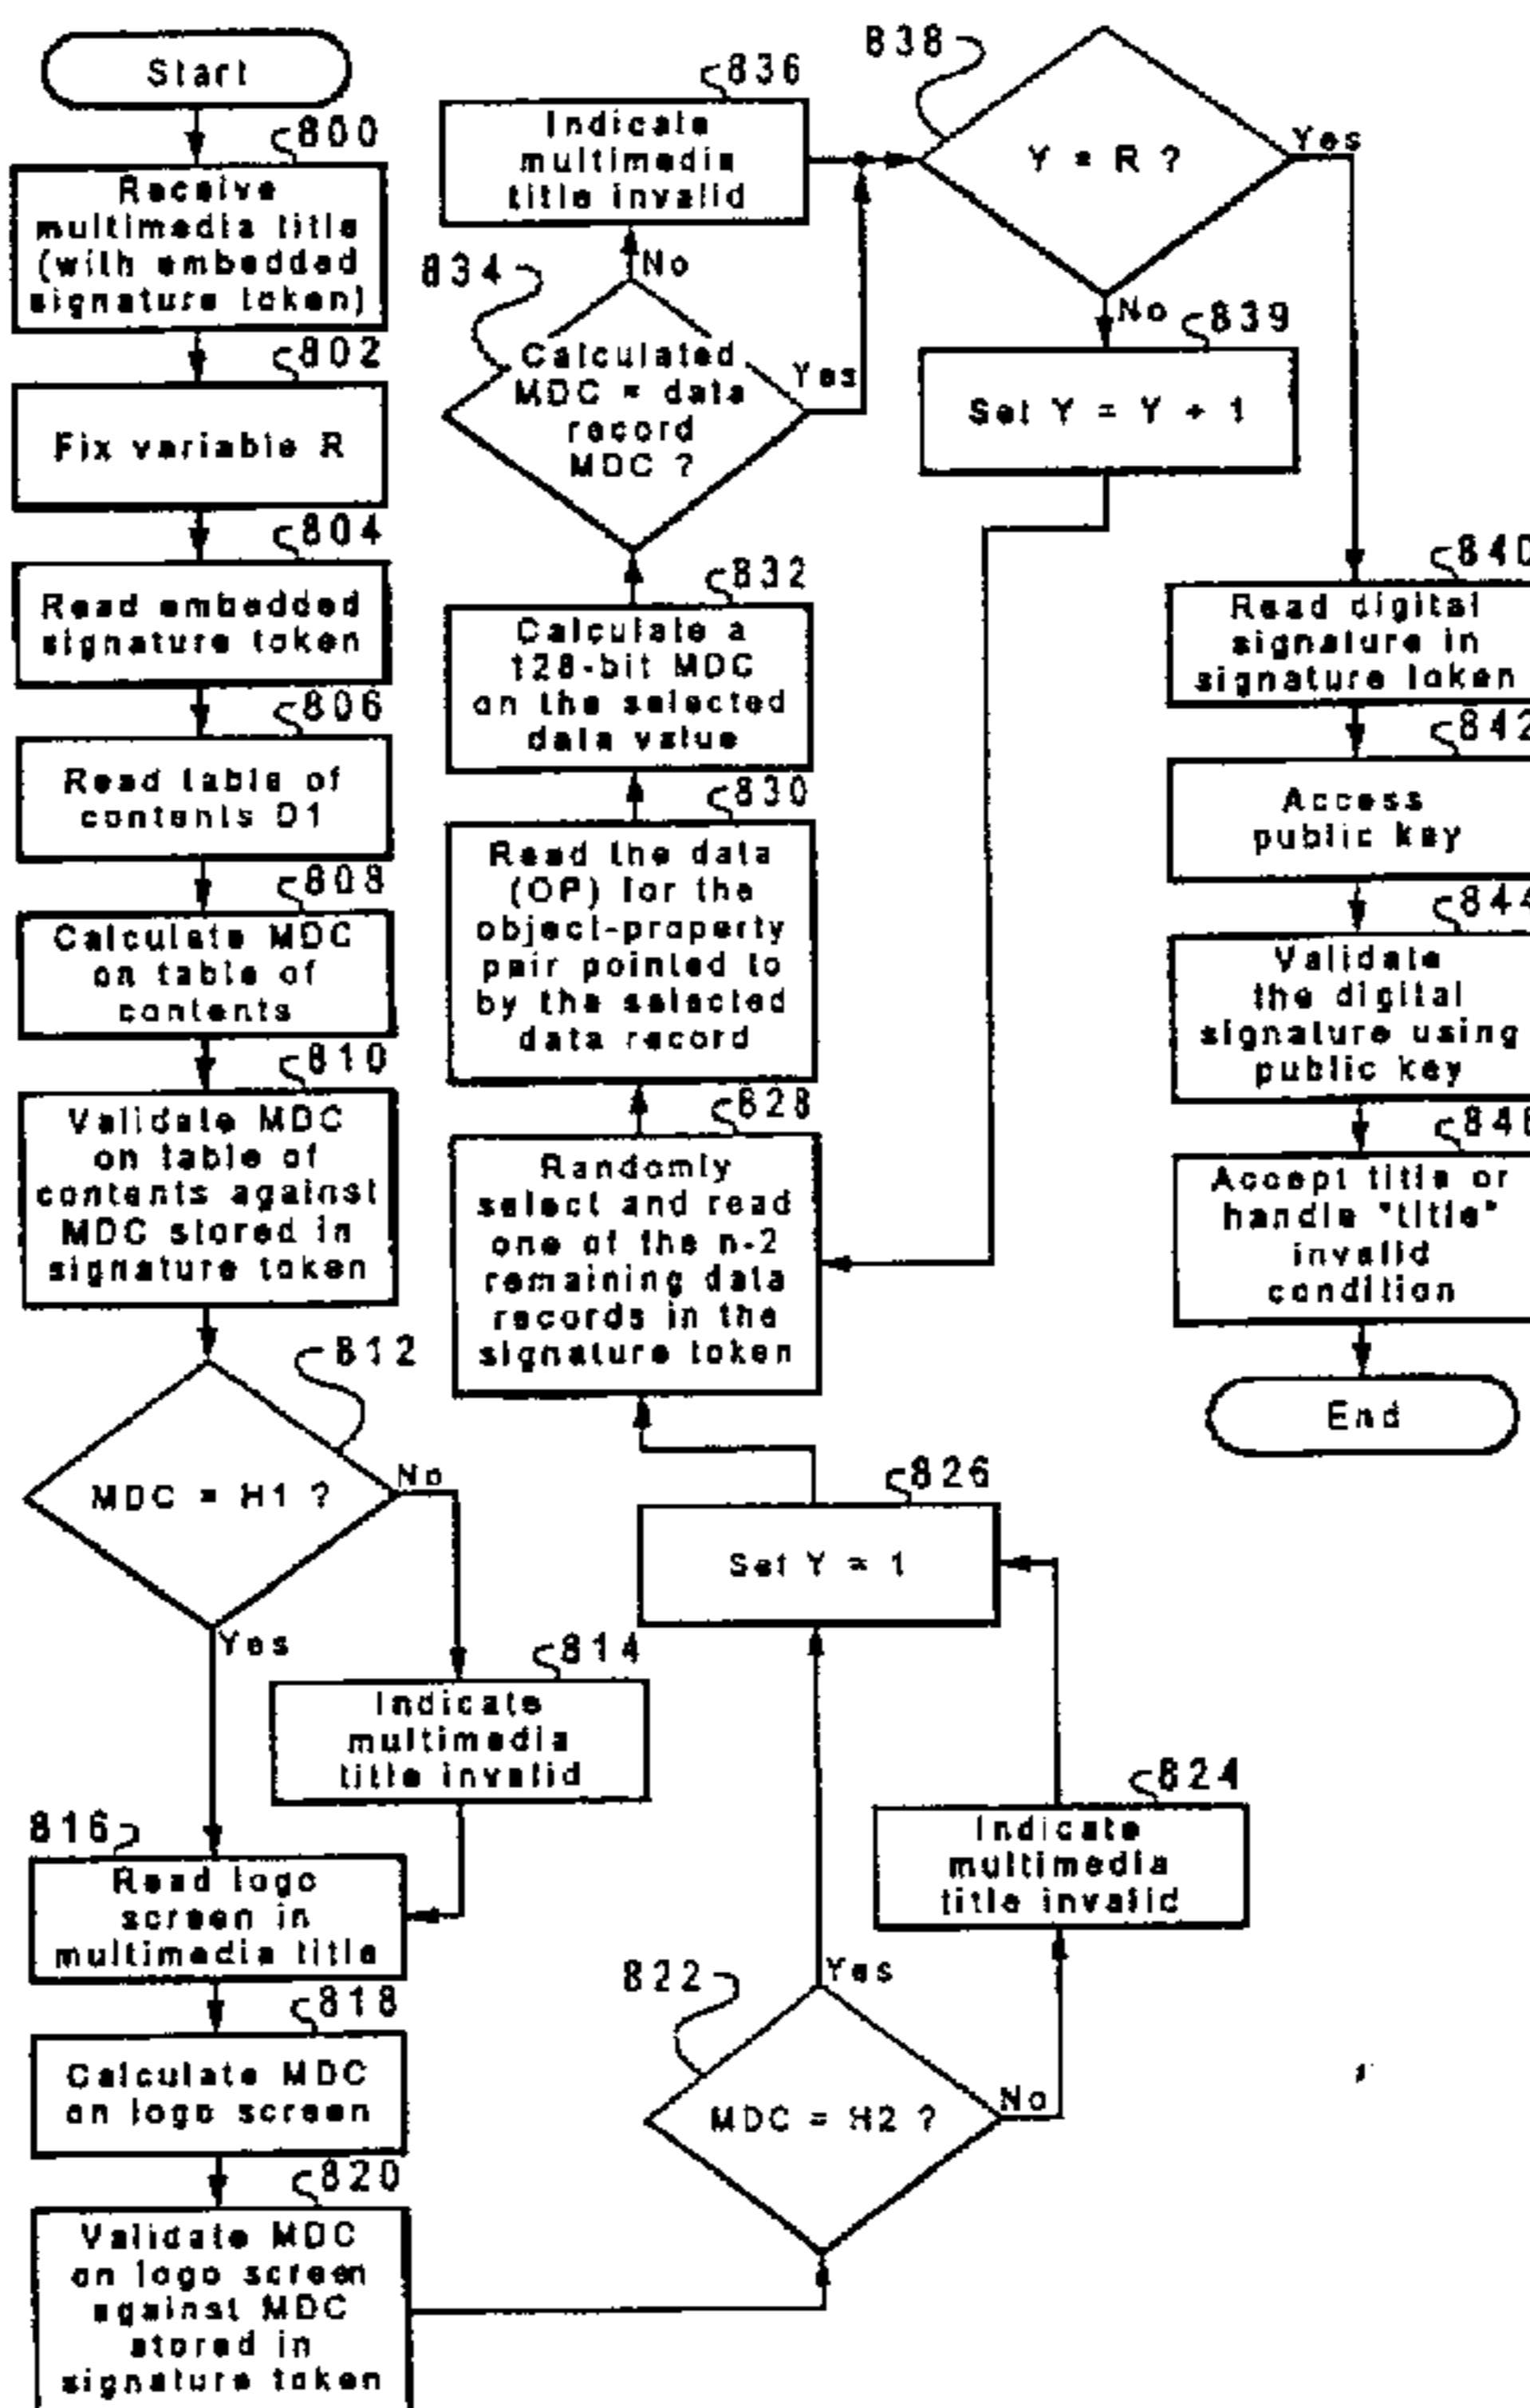 Start
800
Receive
multimedia title
(with embedded
signature token)
802
Fix variable R
804
Read embedded
signature token
806
Read table of
contents D1
808
Calculate MDC
on table of
contents
810
Validate MDC
on table of
contents against
MDC stored in
signature token
812
MDC = H1 ?
No
Yes
814
Indicate
multimedia
title invalid
816
Read logo
screen in
multimedia title
818
Calculate MDC
on logo screen
820
Validate MDC
on logo screen
against MDC
stored in
signature token
822
MDC = H2 ?
Yes
No
824
Indicate
multimedia
title invalid
826
Set Y = 1
828
Randomly
select and read
one of the n-2
remaining data
records in the
signature token
830
Read the data
(OP) for the
object-property
pair pointed to
by the selected
data record
832
Calculate a
128-bit MDC
on the selected
data value
834
Calculated
MDC = data
record
MDC ?
No
Yes
836
Indicate
multimedia
title invalid
838
Y = R ?
Yes
No
839
Set Y = Y + 1
840
Read digital
signature in
signature token
842
Access
public key
844
Validate
the digital
signature using
public key
846
Accept title or
handle "title"
invalid
condition
End